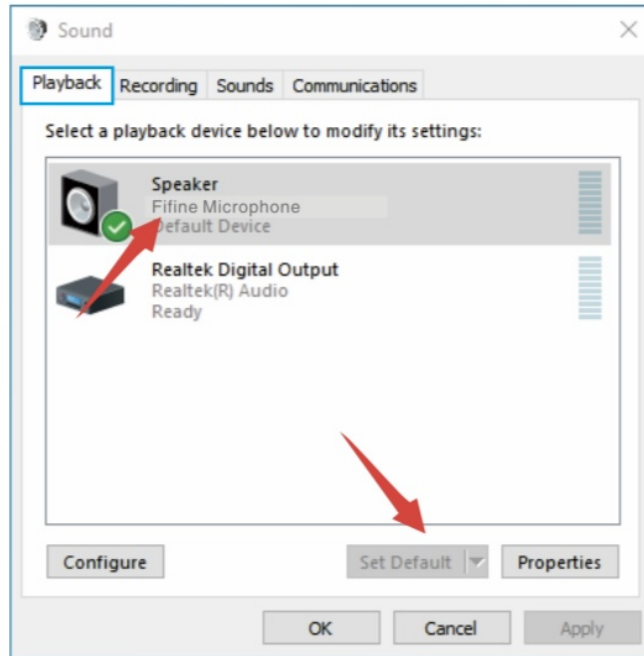 Sound
Playback Recording Sounds Communications
Select a playback device below to modify its settings:
Speaker
Fifine Microphone
Default Device
Realtek Digital Output
Realtek(R) Audio
Ready
Configure Set Default Properties
OK Cancel Apply